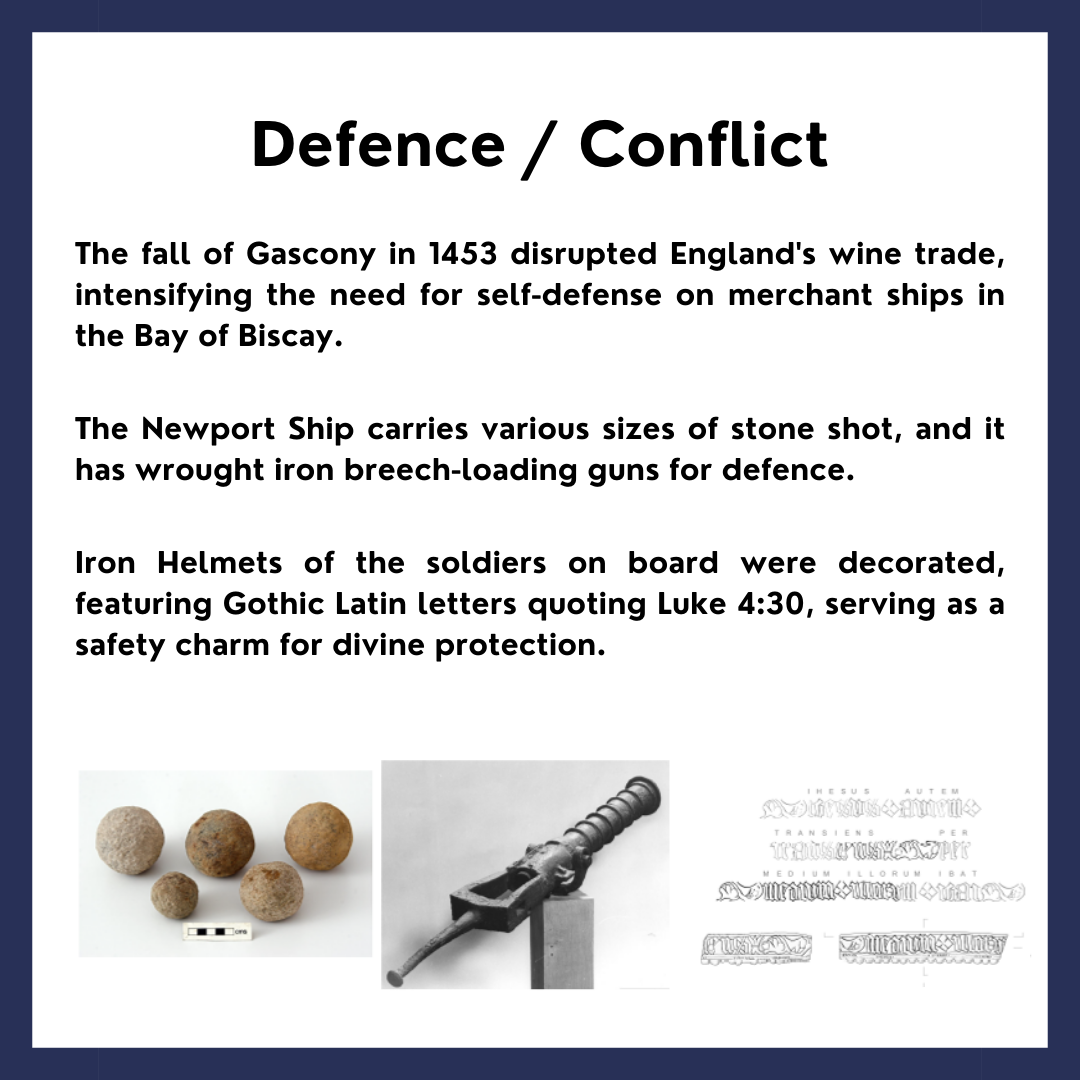 Defence / Conflict
The fall of Gascony in 1453 disrupted England's wine trade,
intensifying the need for self-defense on merchant ships in
the Bay of Biscay.
The Newport Ship carries various sizes of stone shot, and it
has wrought iron breech-loading guns for defence.
Iron Helmets of the soldiers on board were decorated,
featuring Gothic Latin letters quoting Luke 4:30, serving as a
safety charm for divine protection.
IHESUS AUTEM
TRANSIENS PER
MEDIUM ILLORUM IBAT